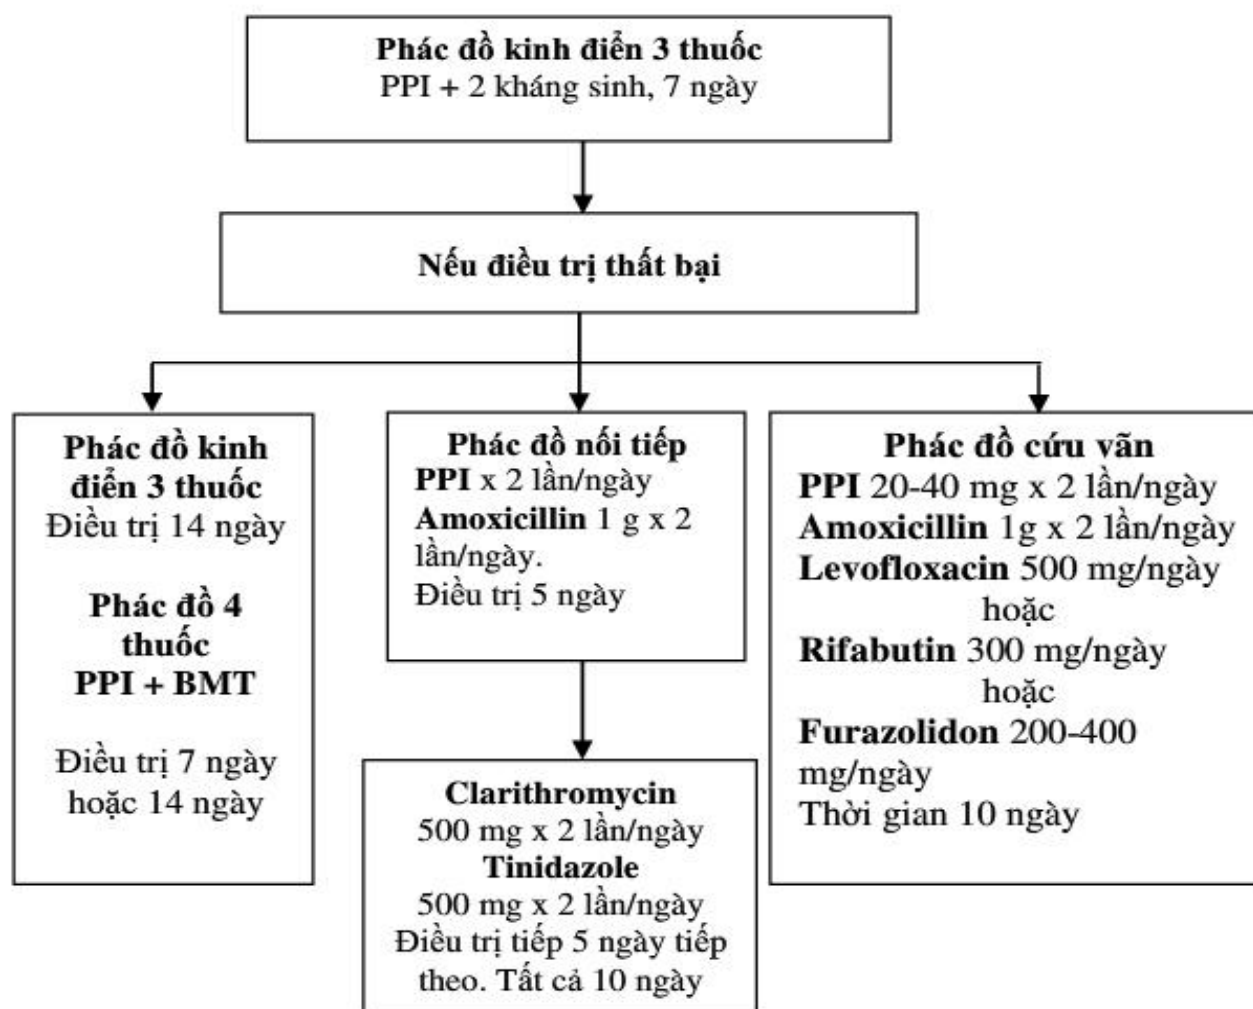 Phác đồ kinh điển 3 thuốc
PPI + 2 kháng sinh, 7 ngày
Nếu điều trị thất bại
Phác đồ kinh
điển 3 thuốc
Điều trị 14 ngày
Phác đồ 4
thuốc
PPI + BMT
Điều trị 7 ngày
hoặc 14 ngày
Phác đồ nối tiếp
PPI x 2 lần/ngày
Amoxicillin 1 g x 2
lần/ngày.
Điều trị 5 ngày
Clarithromycin
500 mg x 2 lần/ngày
Tinidazole
500 mg x 2 lần/ngày
Điều trị tiếp 5 ngày tiếp
theo. Tất cả 10 ngày
Phác đồ cứu vãn
PPI 20-40 mg x 2 lần/ngày
Amoxicillin 1g x 2 lần/ngày
Levofloxacin 500 mg/ngày
hoặc
Rifabutin 300 mg/ngày
hoặc
Furazolidon 200-400
mg/ngày
Thời gian 10 ngày